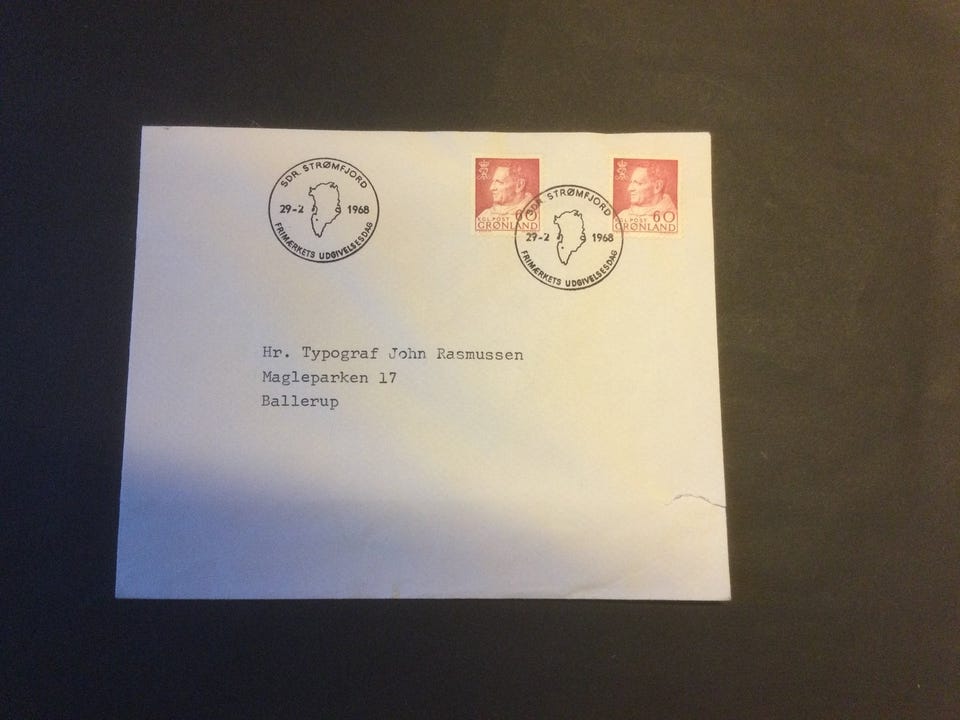 SDR. STRØMFJORD
29-2 1968
FRIMÆRKETS UDGIVELSESDAG
60
KGL. POST
GRØNLAND
SDR. STRØMFJORD
29-2 1968
FRIMÆRKETS UDGIVELSESDAG
60
KGL. POST
GRØNLAND
Hr. Typograf John Rasmussen
Magleparken 17
Ballerup